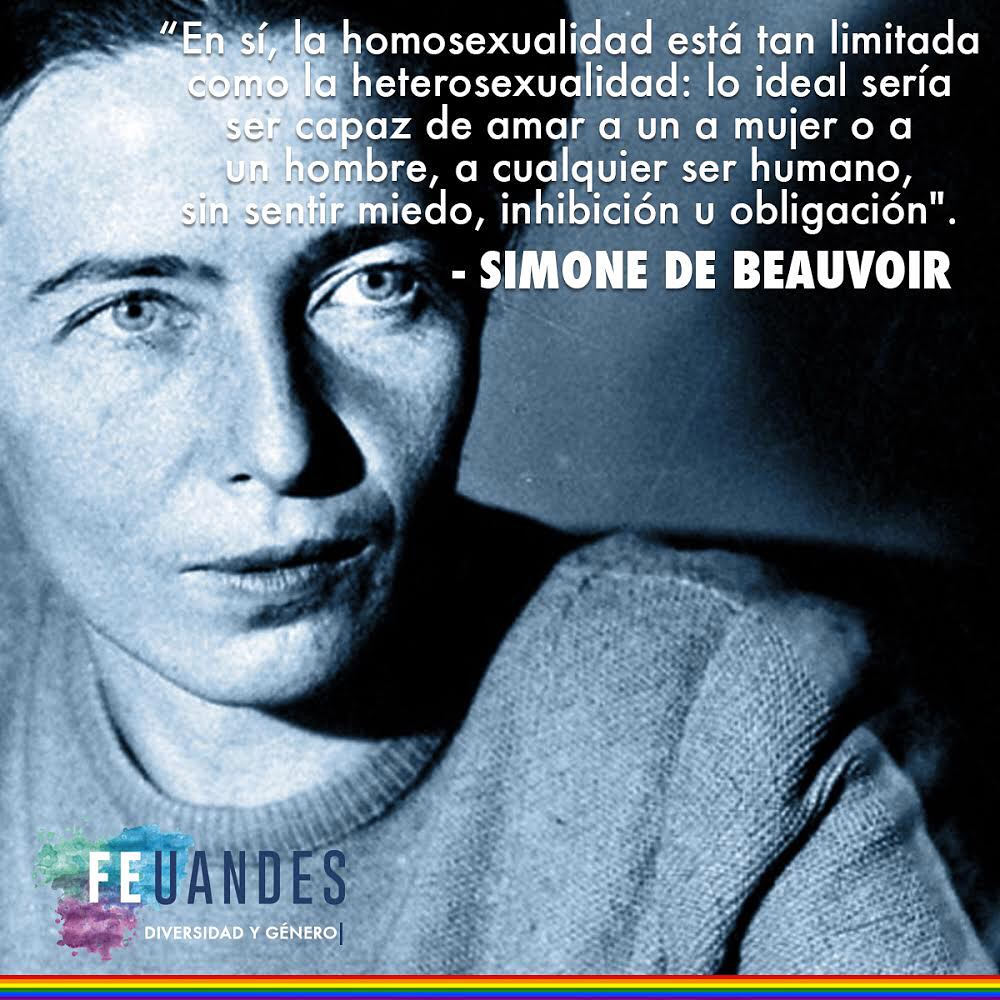 “En sí, la homosexualidad está tan limitada
como la heterosexualidad: lo ideal sería
ser capaz de amar a un a mujer o a
un hombre, a cualquier ser humano,
sin sentir miedo, inhibición u obligación".
- SIMONE DE BEAUVOIR
FEUANDES
DIVERSIDAD Y GÉNERO|